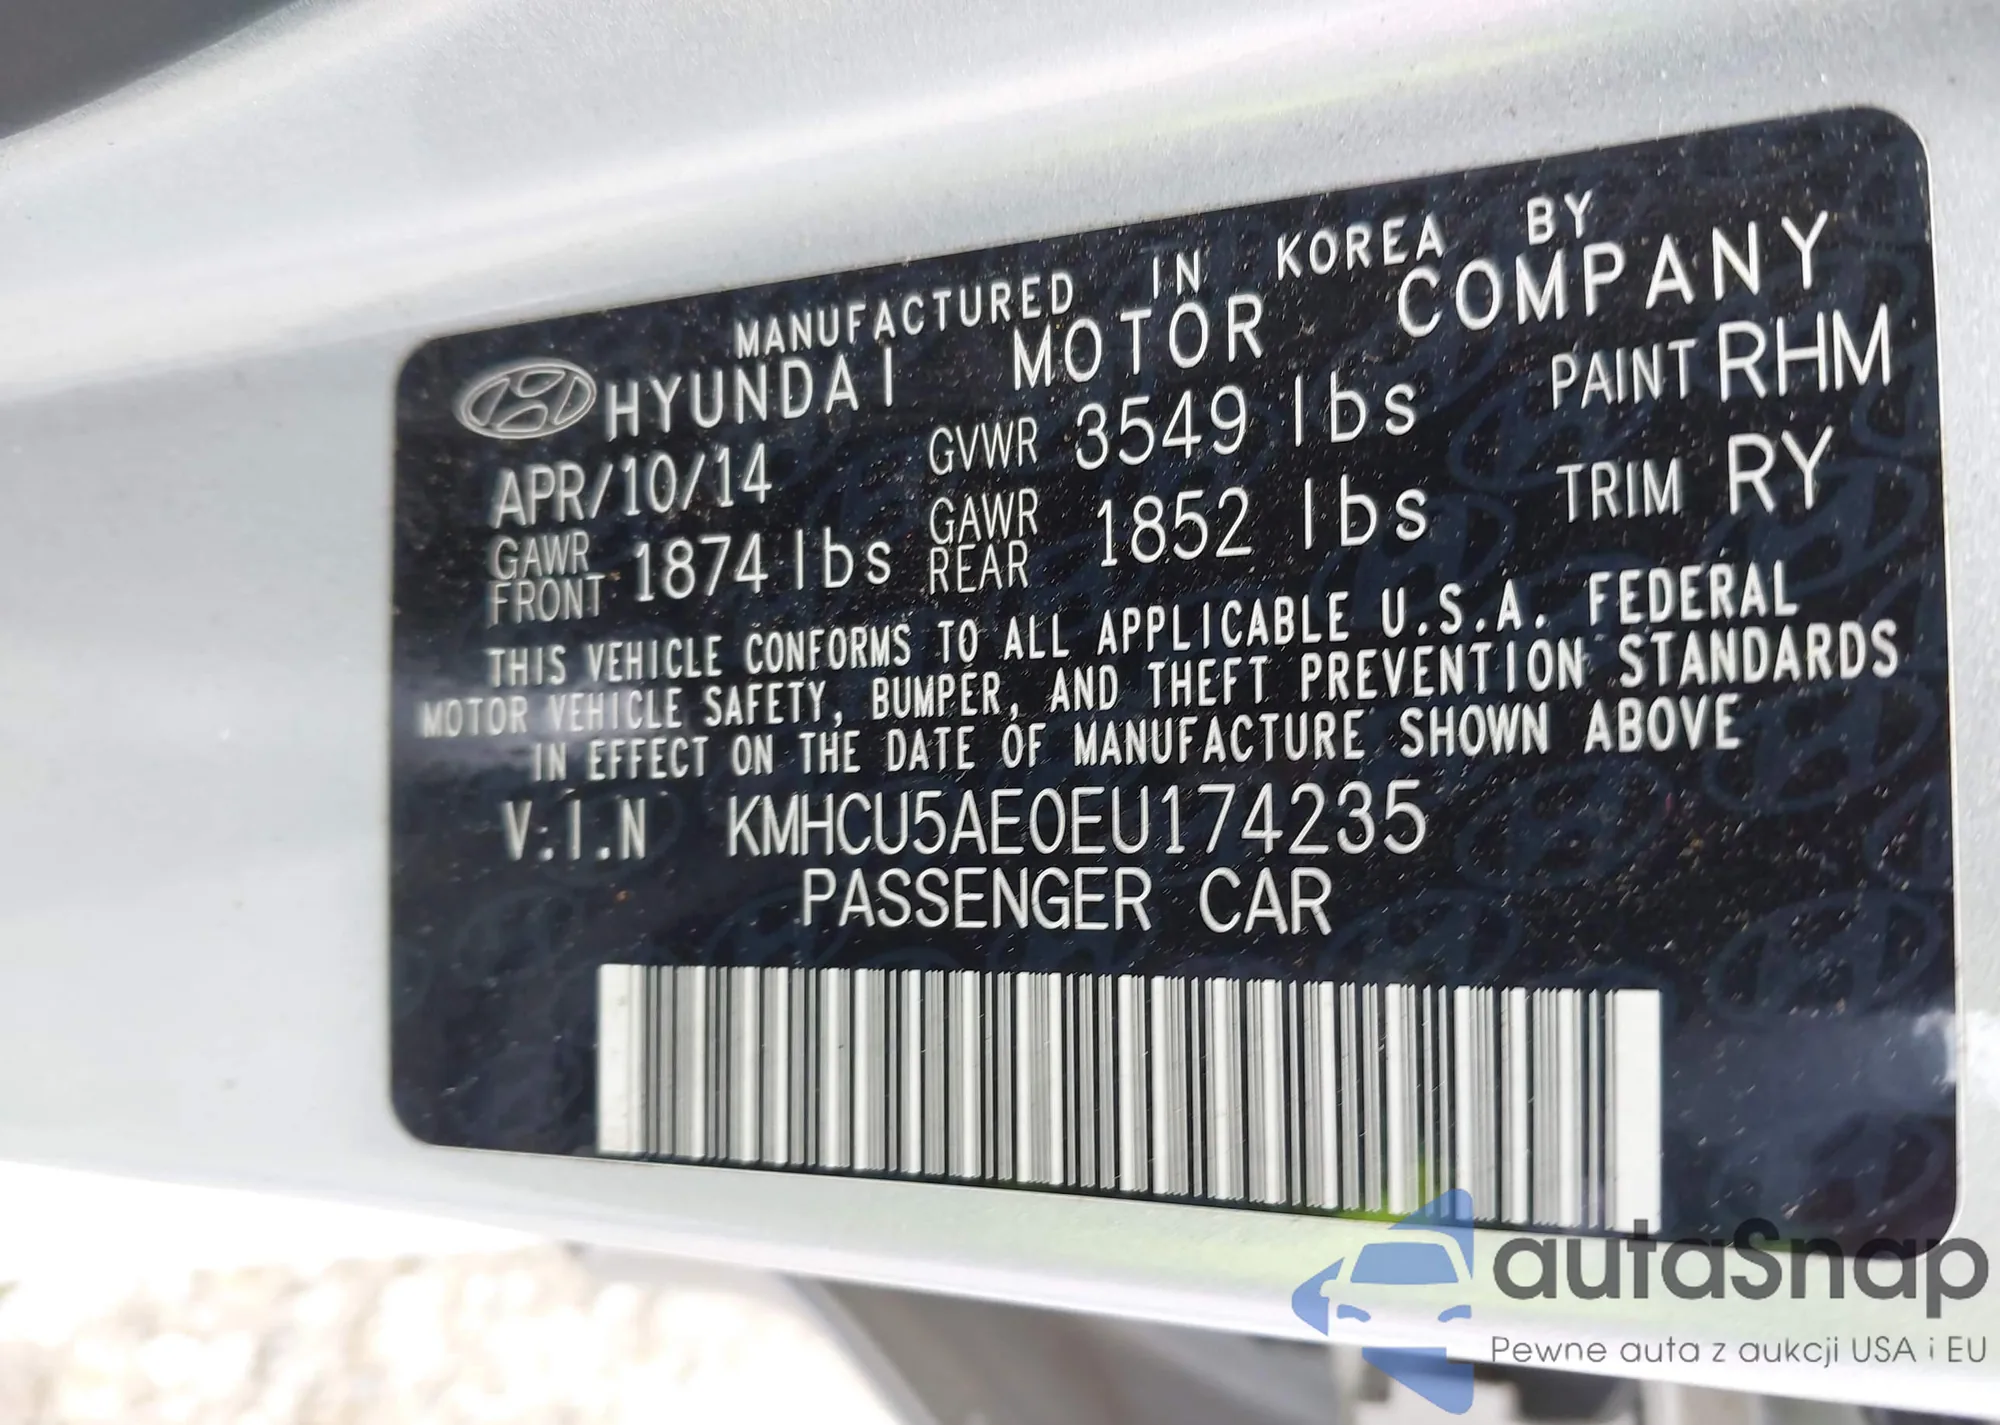 MANUFACTURED IN KOREA BY
HYUNDAI MOTOR COMPANY
APR/10/14 GVWR 3549 lbs PAINT RHM
GAWR FRONT 1874 lbs GAWR REAR 1852 lbs TRIM RY
THIS VEHICLE CONFORMS TO ALL APPLICABLE U.S.A. FEDERAL
MOTOR VEHICLE SAFETY, BUMPER, AND THEFT PREVENTION STANDARDS
IN EFFECT ON THE DATE OF MANUFACTURE SHOWN ABOVE
V.I.N KMHCU5AE0EU174235
PASSENGER CAR
autaSnap
Pewne auta z aukcji USA i EU